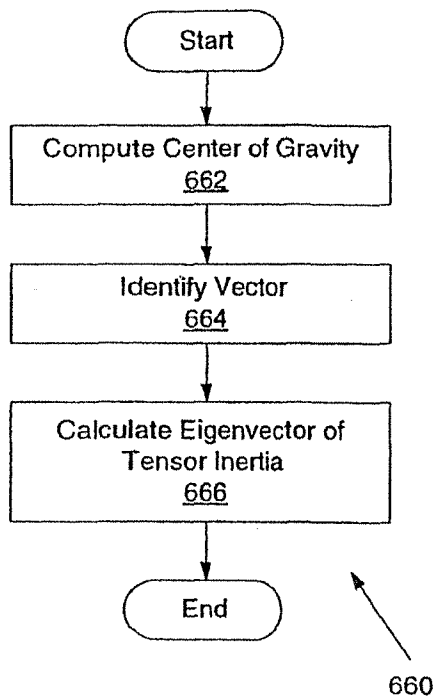 Start
Compute Center of Gravity
662
Identify Vector
664
Calculate Eigenvector of
Tensor Inertia
666
End
660